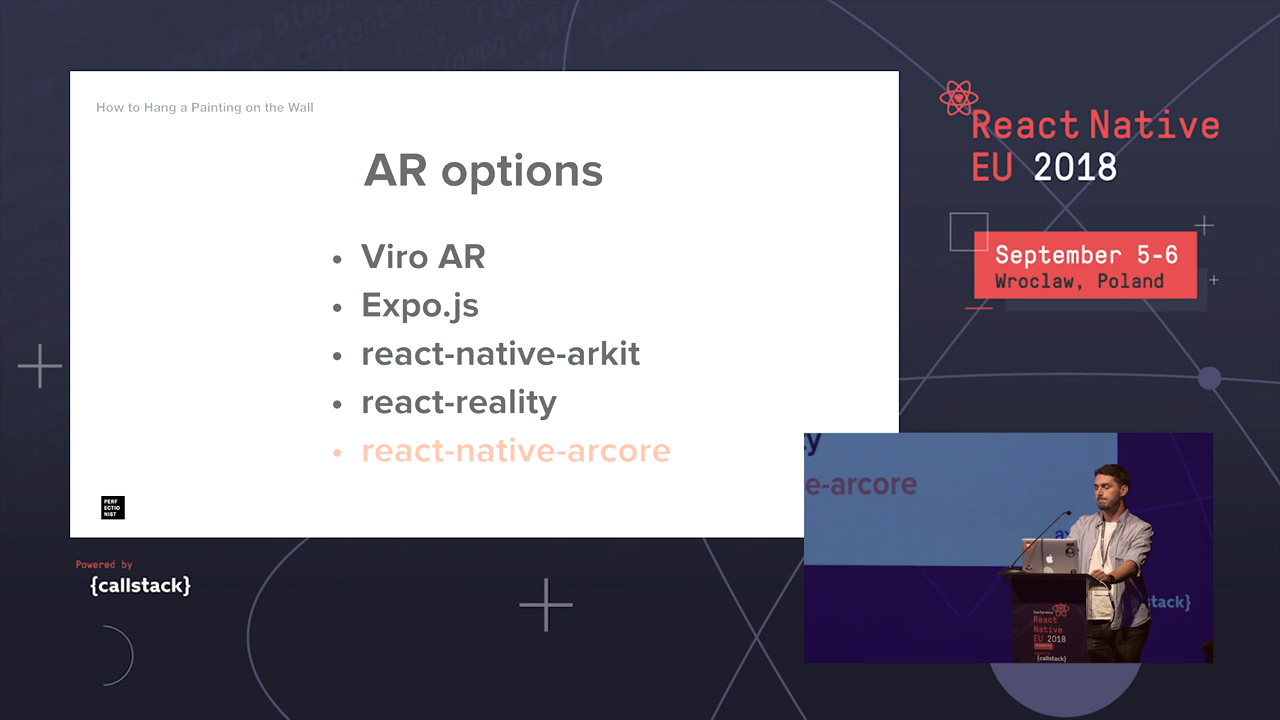 How to Hang a Painting on the Wall
AR options
• Viro AR
• Expo.js
• react-native-arkit
• react-reality
• react-native-arcore
PERF
ECTIO
NIST
React Native
EU 2018
September 5-6
Wroclaw, Poland
Powered by
{callstack}
y
e-arcore
stack}
React
Native
EU 2018
{callstack}